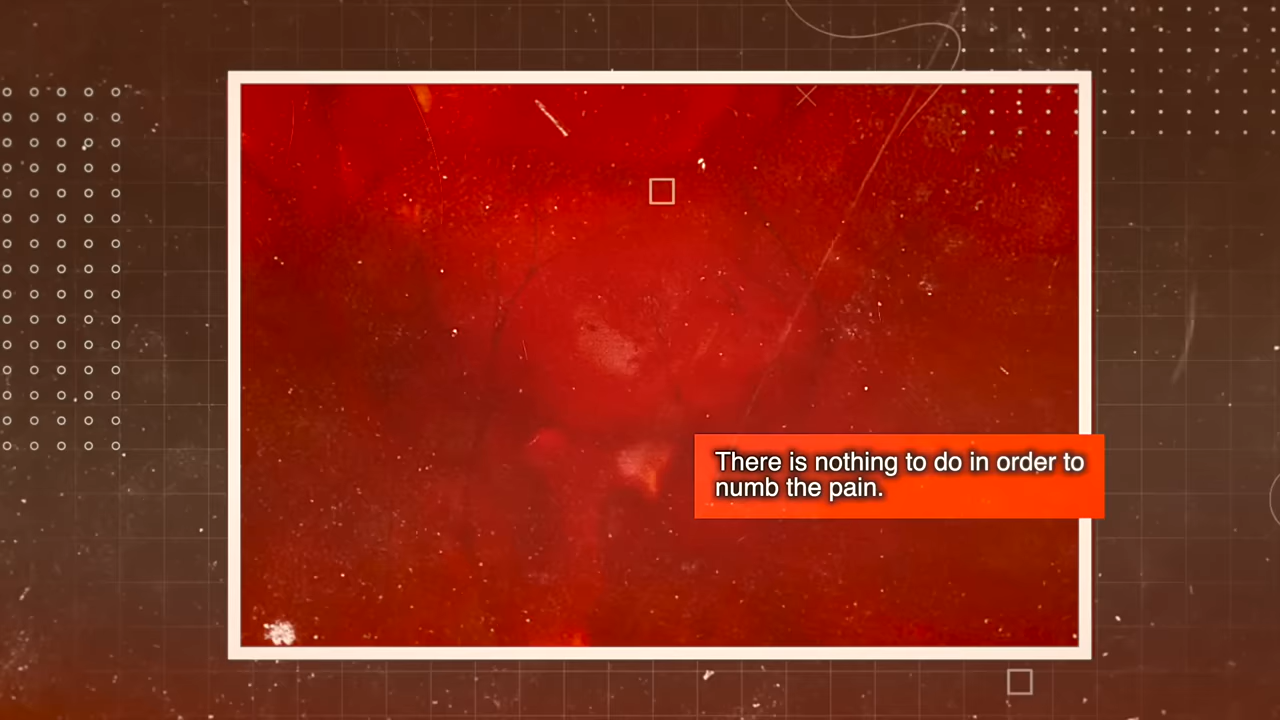 There is nothing to do in order to
numb the pain.